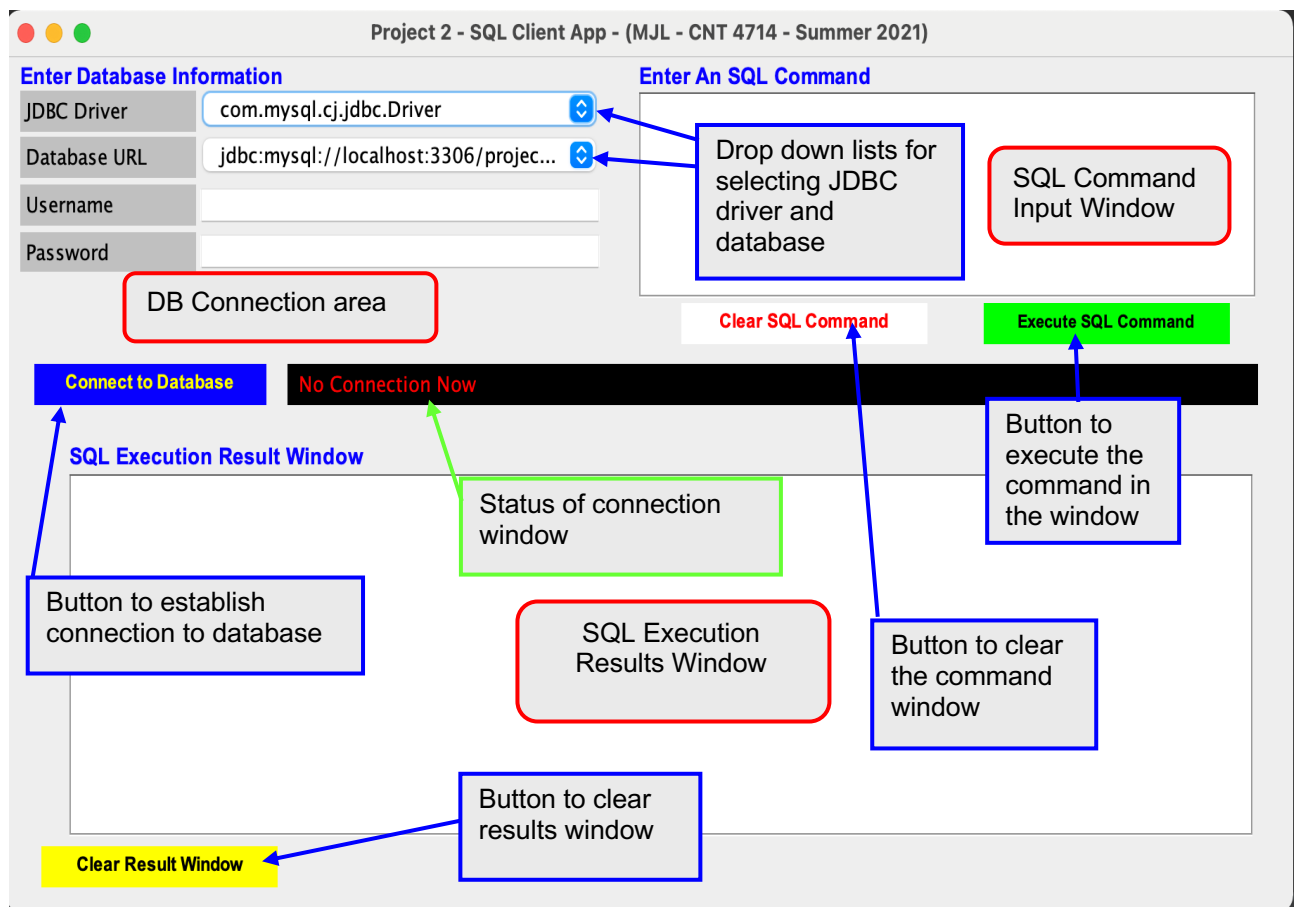 Project 2 - SQL Client App - (MJL - CNT 4714 - Summer 2021)
Enter Database Information
JDBC Driver
com.mysql.cj.jdbc.Driver
Database URL
jdbc:mysql://localhost:3306/projec...
Username
Password
DB Connection area
Enter An SQL Command
Drop down lists for
selecting JDBC
driver and
database
SQL Command
Input Window
Clear SQL Command
Execute SQL Command
Connect to Database
No Connection Now
Button to
execute the
command in
the window
SQL Execution Result Window
Status of connection
window
Button to establish
connection to database
SQL Execution
Results Window
Button to clear
the command
window
Button to clear
results window
Clear Result Window